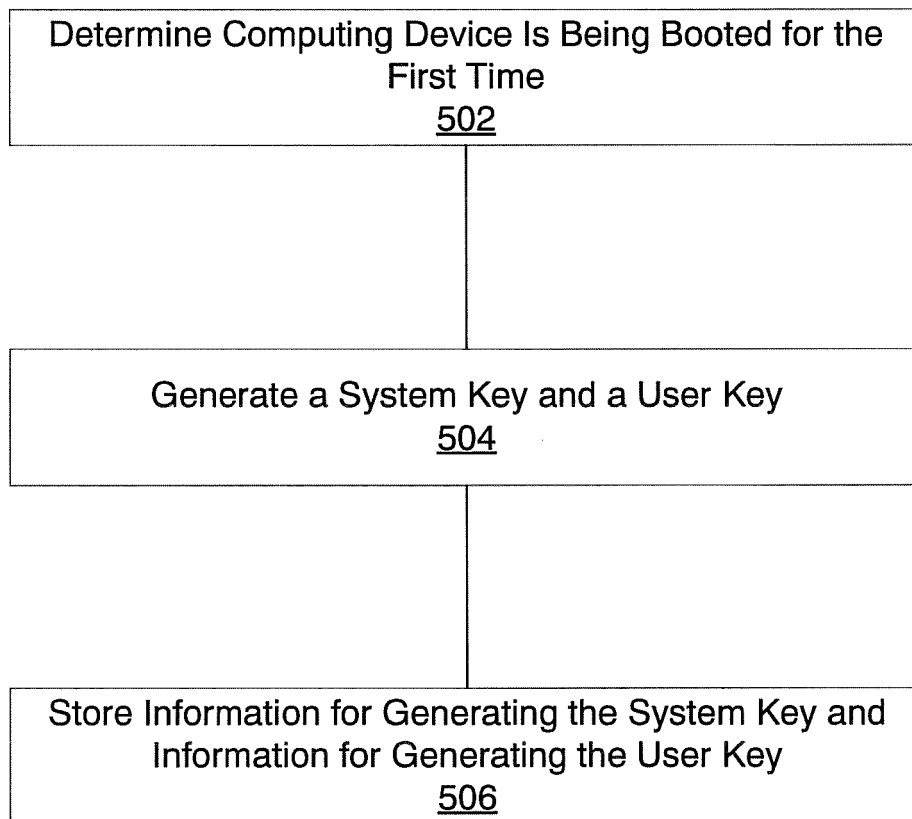 Determine Computing Device Is Being Booted for the
First Time
502
Generate a System Key and a User Key
504
Store Information for Generating the System Key and
Information for Generating the User Key
506